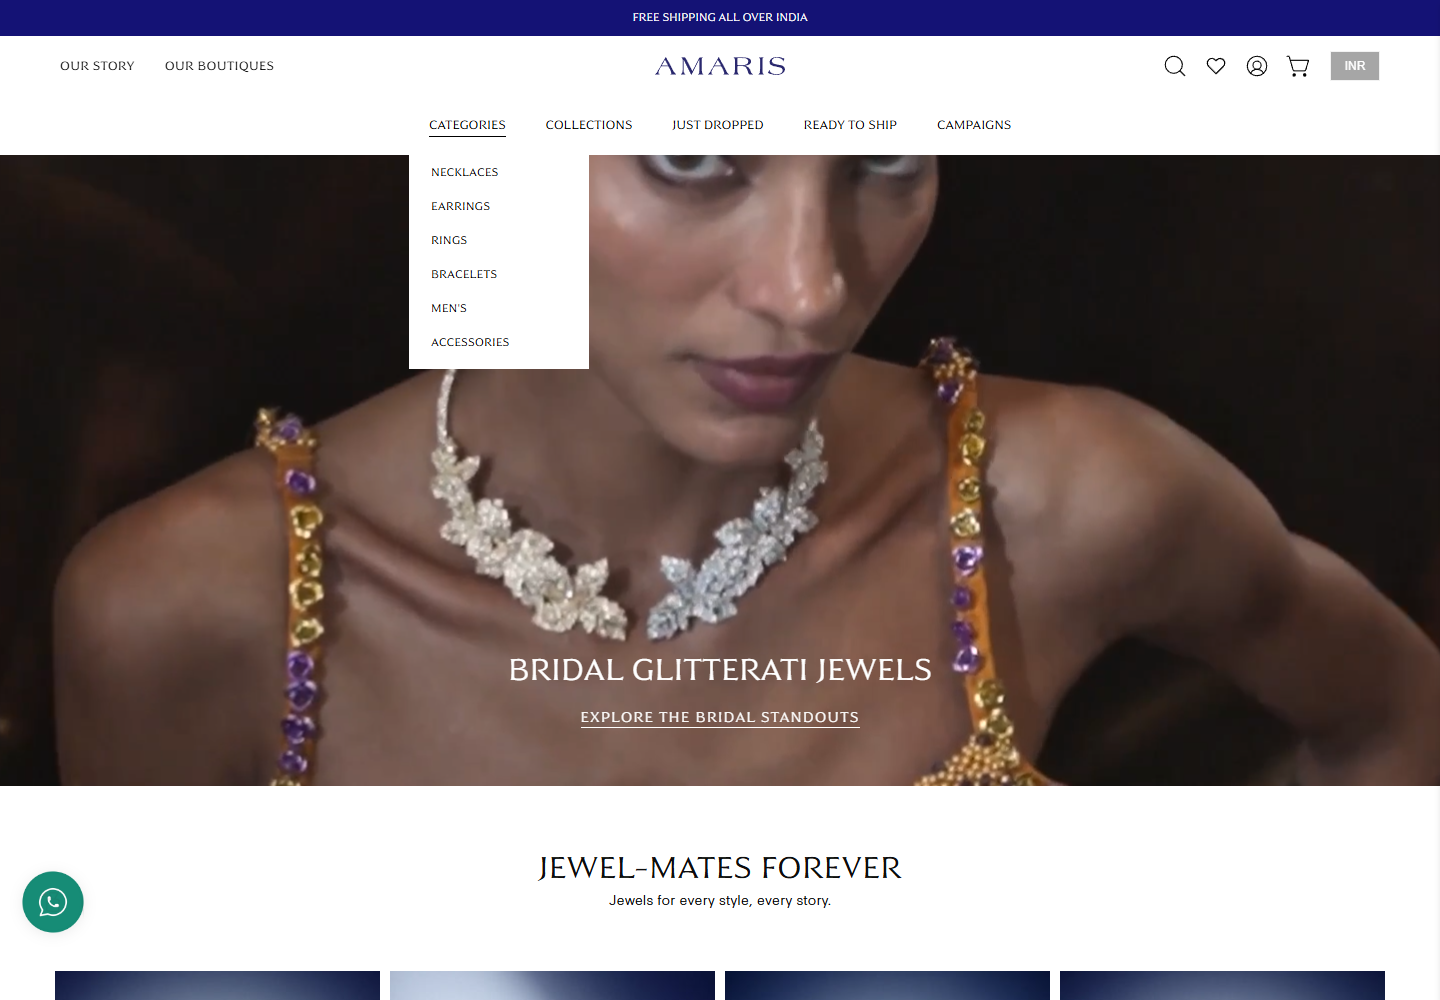 FREE SHIPPING ALL OVER INDIA
OUR STORY
OUR BOUTIQUES
AMARIS
INR
CATEGORIES
COLLECTIONS
JUST DROPPED
READY TO SHIP
CAMPAIGNS
NECKLACES
EARRINGS
RINGS
BRACELETS
MEN'S
ACCESSORIES
BRIDAL GLITTERATI JEWELS
EXPLORE THE BRIDAL STANDOUTS
JEWEL-MATES FOREVER
Jewels for every style, every story.